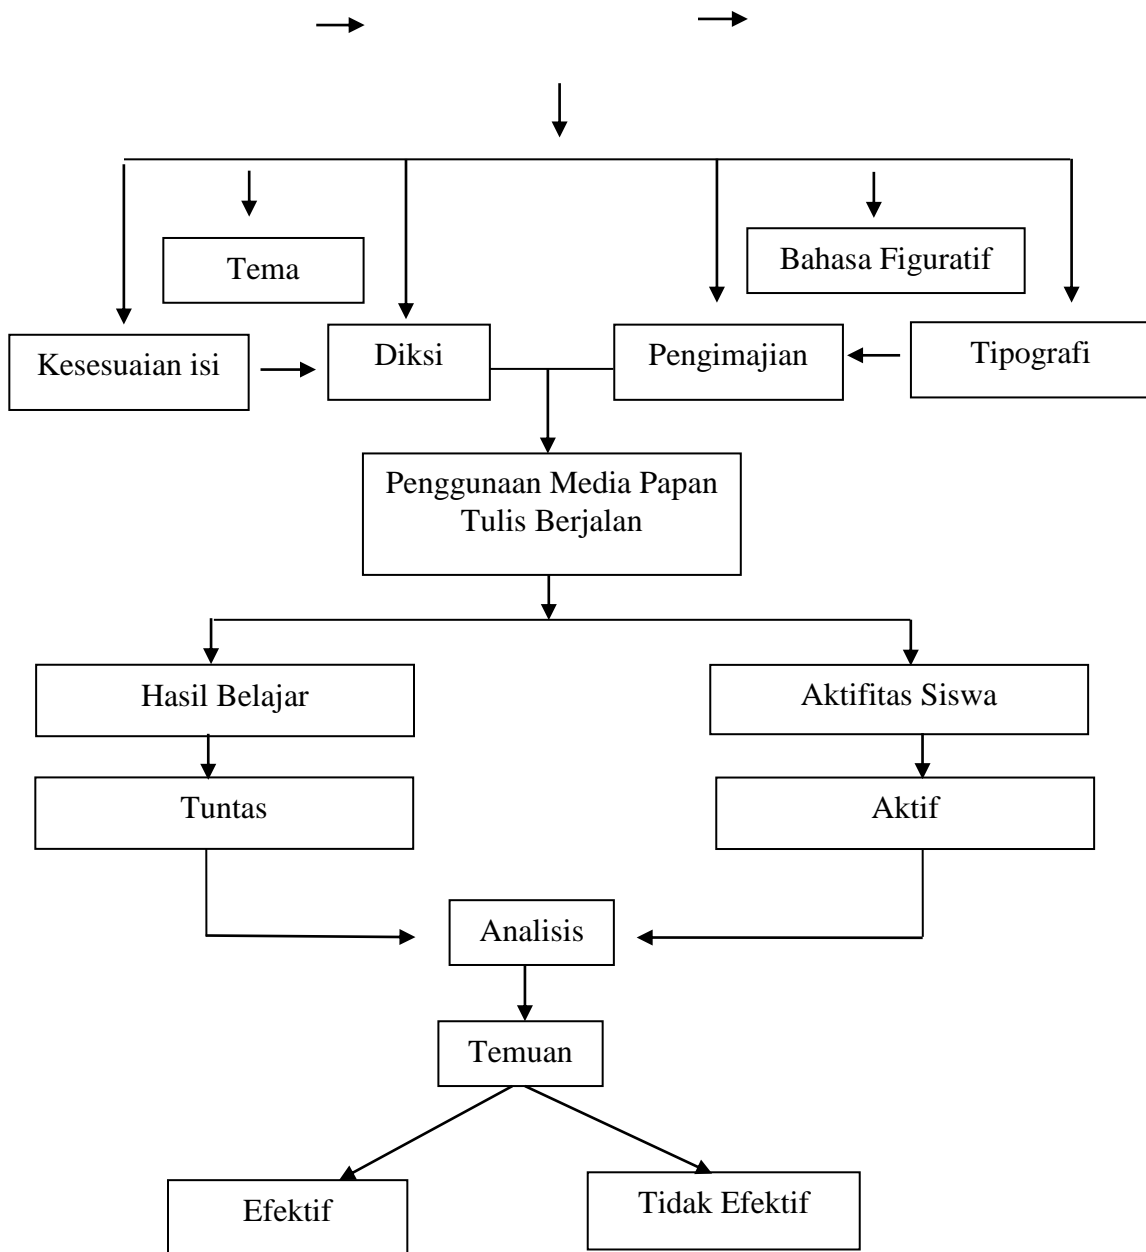 Tema
Bahasa Figuratif
Kesesuaian isi
Diksi
Pengimajian
Tipografi
Penggunaan Media Papan
Tulis Berjalan
Hasil Belajar
Aktifitas Siswa
Tuntas
Aktif
Analisis
Temuan
Efektif
Tidak Efektif